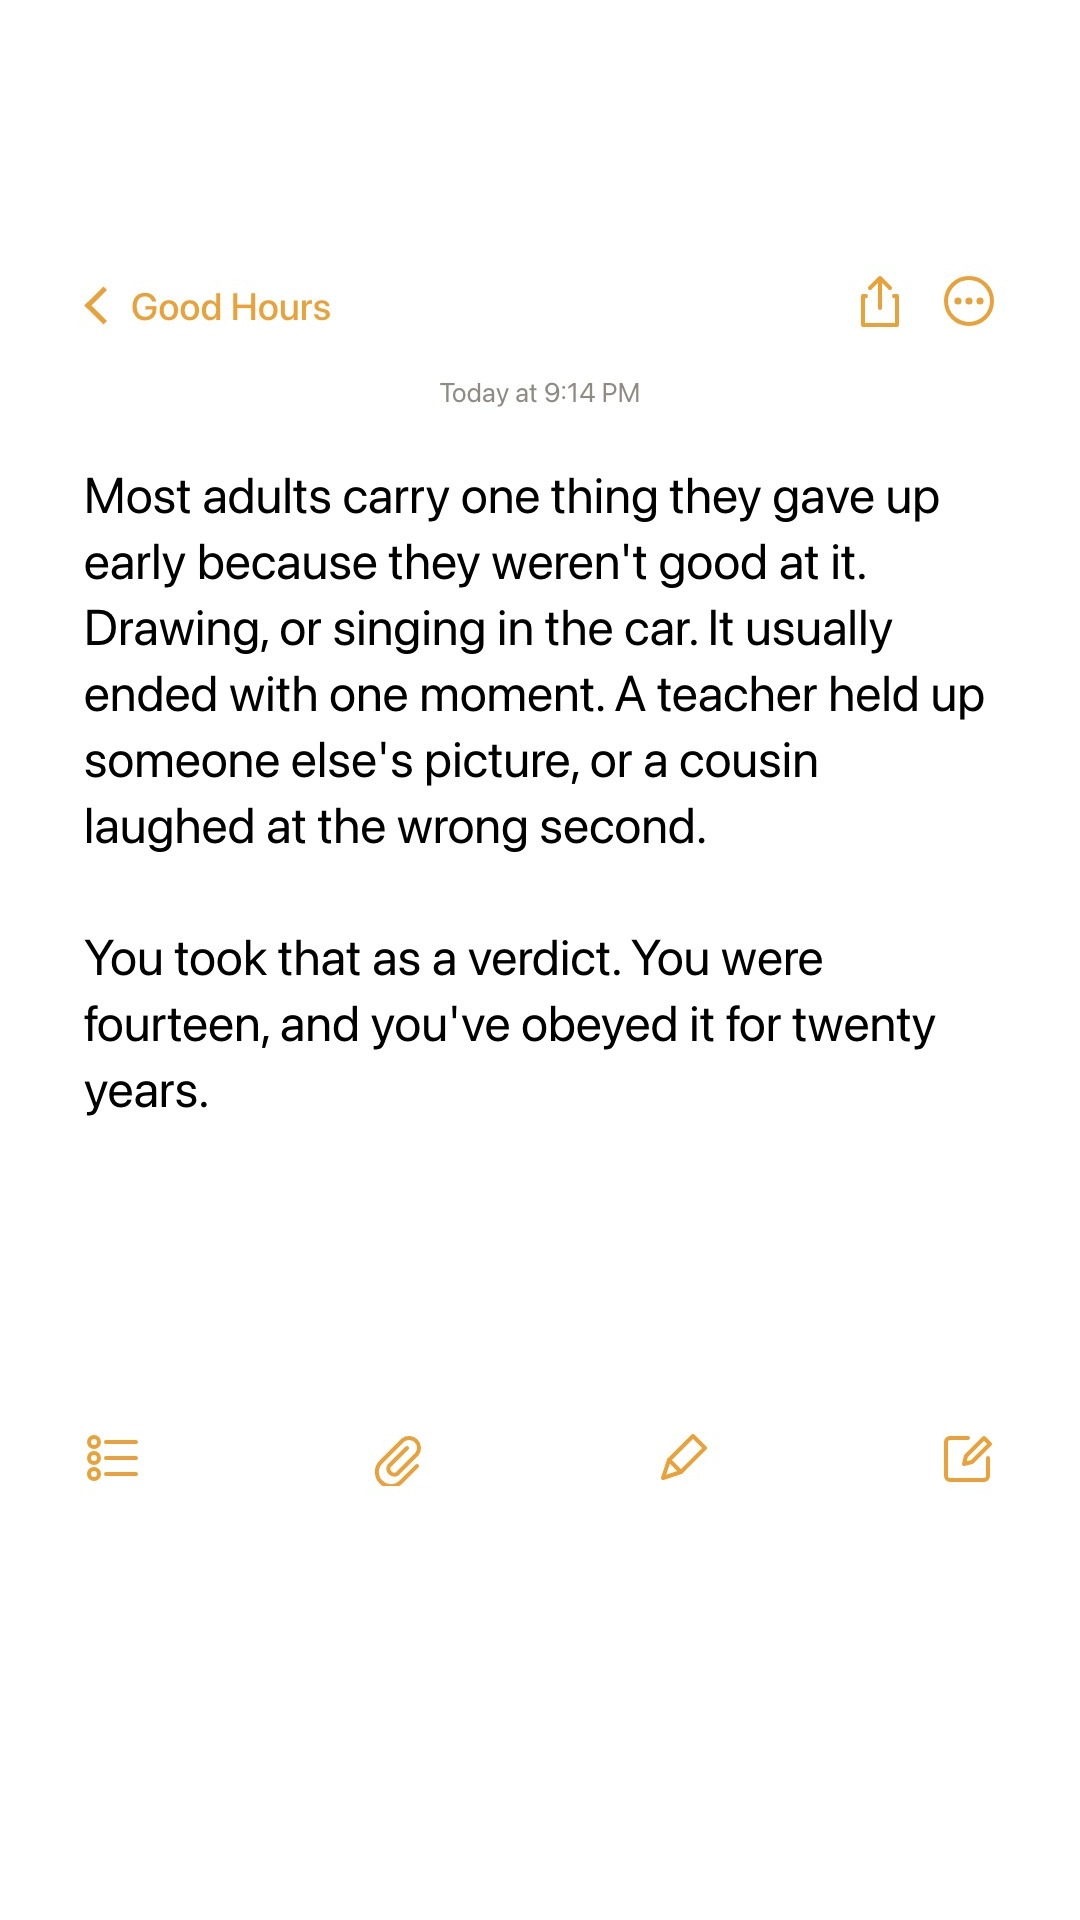 Good Hours
Today at 9:14 PM
Most adults carry one thing they gave up
early because they weren't good at it.
Drawing, or singing in the car. It usually
ended with one moment. A teacher held up
someone else's picture, or a cousin
laughed at the wrong second.
You took that as a verdict. You were
fourteen, and you've obeyed it for twenty
years.